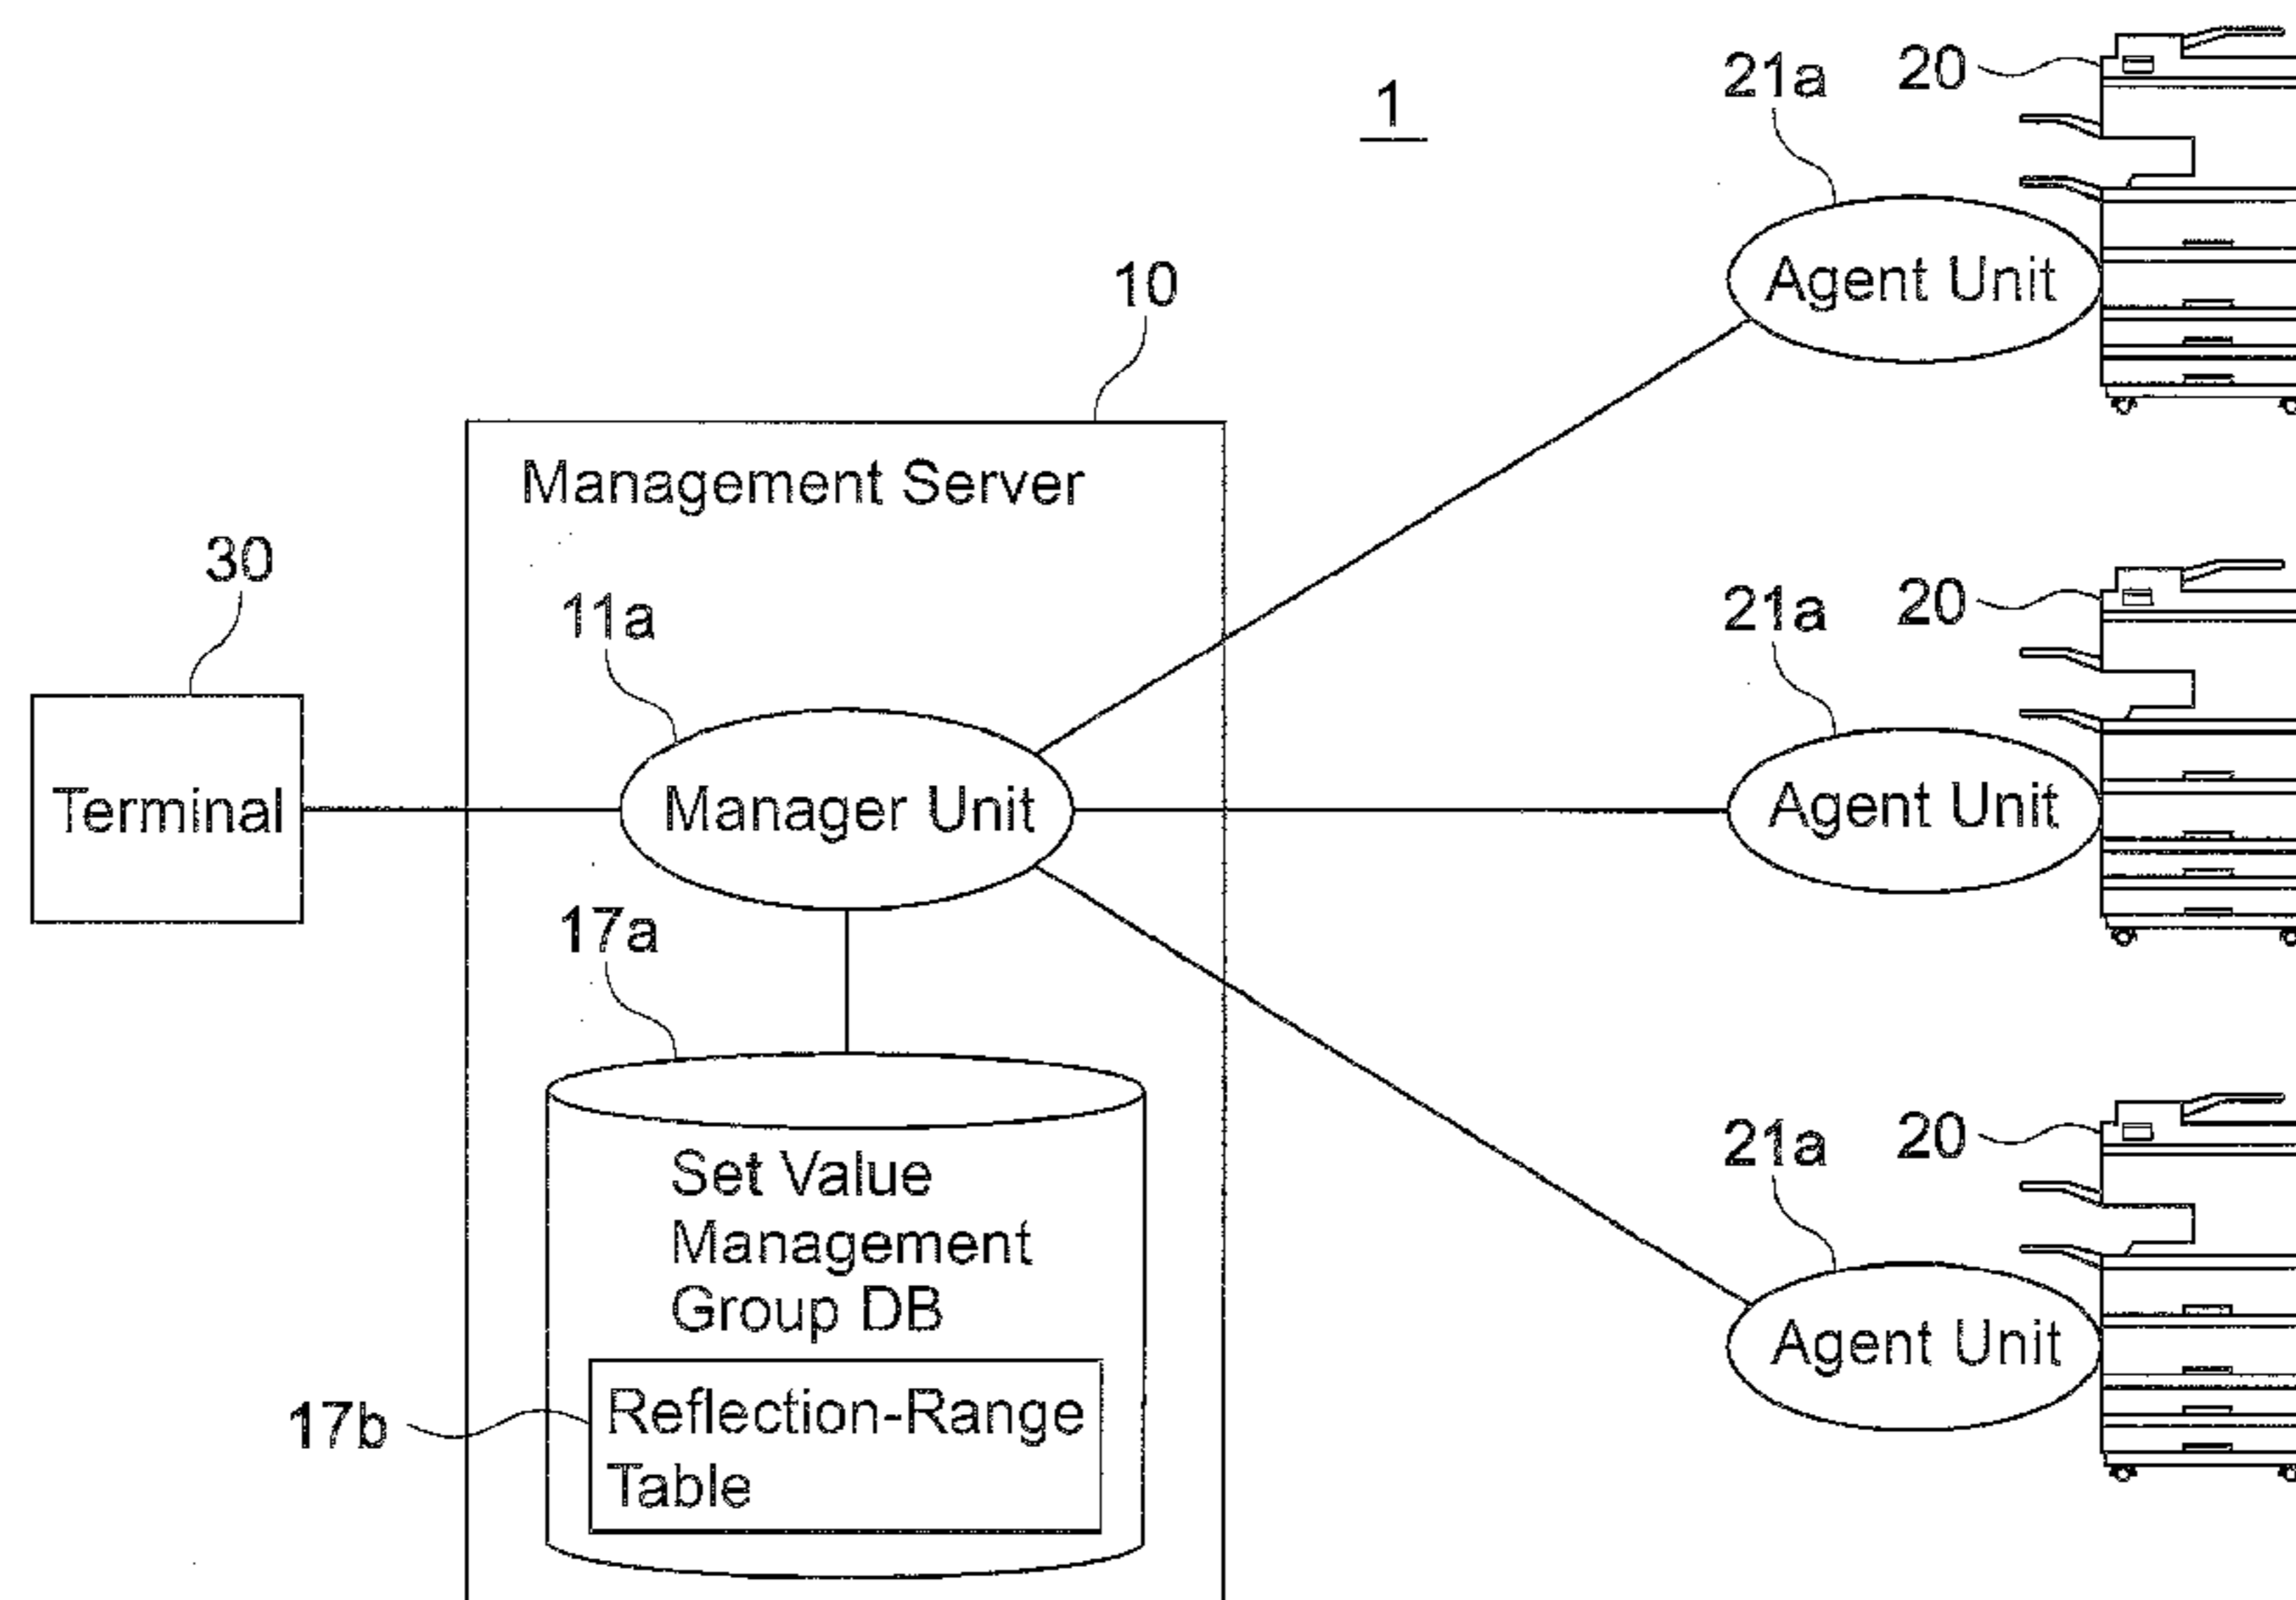 1
21a
20
Agent Unit
10
Management Server
30
11a
21a
20
Terminal
Manager Unit
Agent Unit
17a
Set Value
Management
Group DB
21a
20
Agent Unit
17b
Reflection-Range
Table